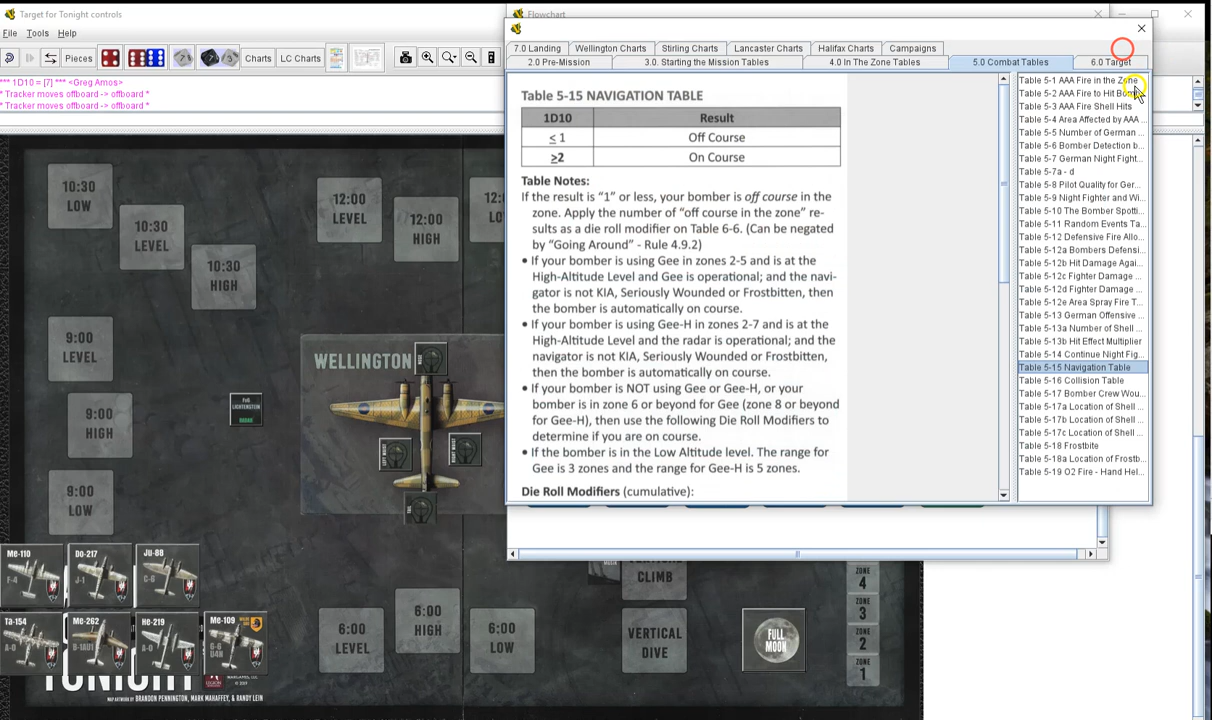 Target for Tonight controls
File Tools Help
Pieces
Charts
LC Charts
*** 1D10 = [7] *** <Greg Amos>
* Tracker moves offboard -> offboard *
* Tracker moves offboard -> offboard *
Flowchart
7.0 Landing
Wellington Charts
Stirling Charts
Lancaster Charts
Halifax Charts
Campaigns
2.0 Pre-Mission
3.0. Starting the Mission Tables
4.0 In The Zone Tables
5.0 Combat Tables
6.0 Target
Table 5-15 NAVIGATION TABLE
1D10 Result
< 1 Off Course
>2 On Course
Table Notes:
If the result is “1” or less, your bomber is off course in the
zone. Apply the number of “off course in the zone” re-
sults as a die roll modifier on Table 6-6. (Can be negated
by “Going Around” - Rule 4.9.2)
• If your bomber is using Gee in zones 2-5 and is at the
High-Altitude Level and Gee is operational; and the navi-
gator is not KIA, Seriously Wounded or Frostbitten, then
the bomber is automatically on course.
• If your bomber is using Gee-H in zones 2-7 and is at the
High-Altitude Level and the radar is operational; and the
navigator is not KIA, Seriously Wounded or Frostbitten,
then the bomber is automatically on course.
• If your bomber is NOT using Gee or Gee-H, or your
bomber is in zone 6 or beyond for Gee (zone 8 or beyond
for Gee-H), then use the following Die Roll Modifiers to
determine if you are on course.
• If the bomber is in the Low Altitude level. The range for
Gee is 3 zones and the range for Gee-H is 5 zones.
Die Roll Modifiers (cumulative):
Table 5-1 AAA Fire in the Zone
Table 5-2 AAA Fire to Hit Bom...
Table 5-3 AAA Fire Shell Hits
Table 5-4 Area Affected by AAA ...
Table 5-5 Number of German ...
Table 5-6 Bomber Detection b...
Table 5-7 German Night Fight...
Table 5-7a - d
Table 5-8 Pilot Quality for Ger...
Table 5-9 Night Fighter and Wi...
Table 5-10 The Bomber Spotti...
Table 5-11 Random Events Ta...
Table 5-12 Defensive Fire Allo...
Table 5-12a Bombers Defensi...
Table 5-12b Hit Damage Agai...
Table 5-12c Fighter Damage ...
Table 5-12d Fighter Damage ...
Table 5-12e Area Spray Fire T...
Table 5-13 German Offensive ...
Table 5-13a Number of Shell ...
Table 5-13b Hit Effect Multiplier
Table 5-14 Continue Night Fig...
Table 5-15 Navigation Table
Table 5-16 Collision Table
Table 5-17 Bomber Crew Wou...
Table 5-17a Location of Shell ...
Table 5-17b Location of Shell ...
Table 5-17c Location of Shell ...
Table 5-18 Frostbite
Table 5-18a Location of Frostb...
Table 5-19 O2 Fire - Hand Hel...
10:30
LOW
10:30
LEVEL
10:30
HIGH
12:00
LEVEL
12:00
HIGH
9:00
LEVEL
9:00
HIGH
9:00
LOW
WELLINGTON
LICHTENSTEIN
RADAR
Me-110
F-4
Do-217
J-1
Ju-88
C-6
Ta-154
A-0
Me-262
B-1AU1
He-219
A-0
Me-109
G-6
U4N
6:00
LEVEL
6:00
HIGH
6:00
LOW
VERTICAL
CLIMB
VERTICAL
DIVE
FULL
MOON
ZONE
4
ZONE
3
ZONE
2
ZONE
1
TONIGHT
MAP ARTWORK BY BRANDON PENNINGTON, MARK MAHAFFEY, & RANDY LEIN